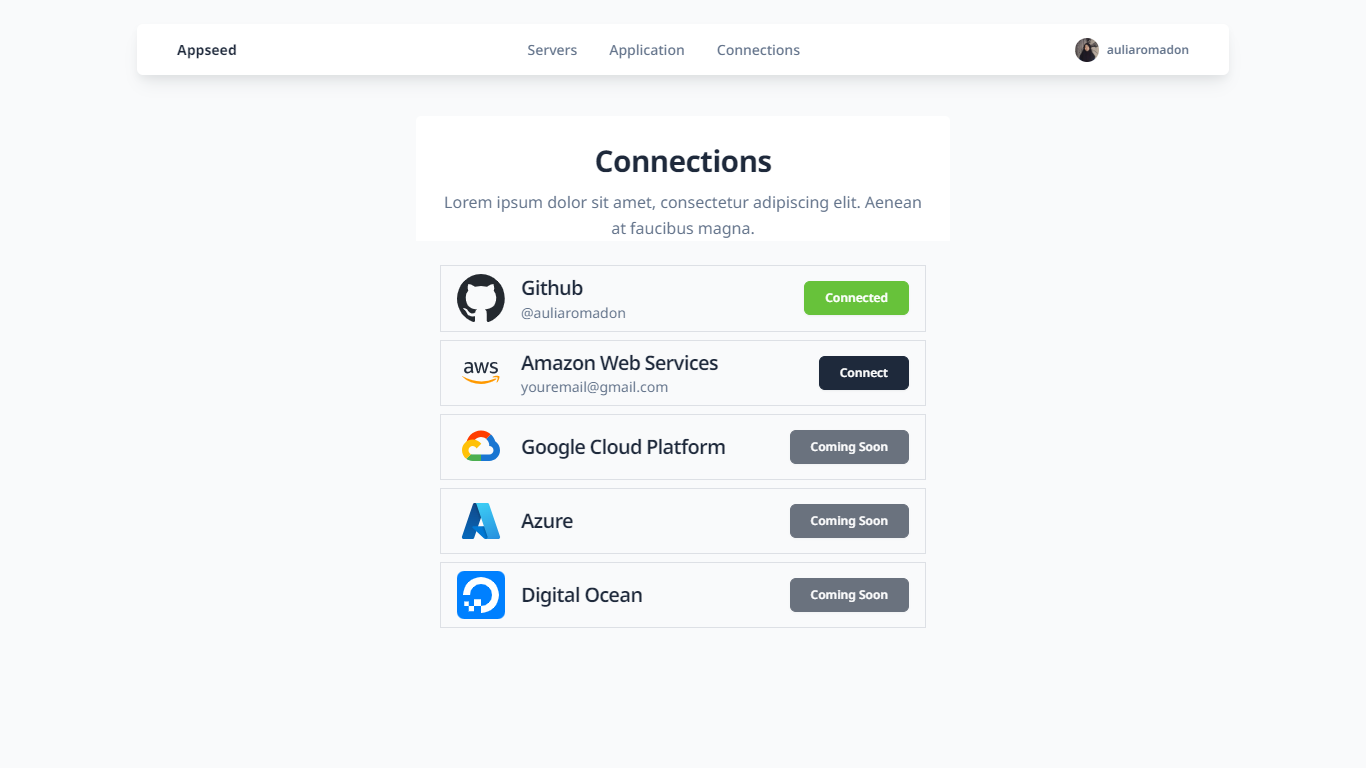 Appseed
Servers
Application
Connections
auliaromadon
Connections
Lorem ipsum dolor sit amet, consectetur adipiscing elit. Aenean
at faucibus magna.
Github
@auliaromadon
Connected
aws
Amazon Web Services
youremail@gmail.com
Connect
Google Cloud Platform
Coming Soon
Azure
Coming Soon
Digital Ocean
Coming Soon